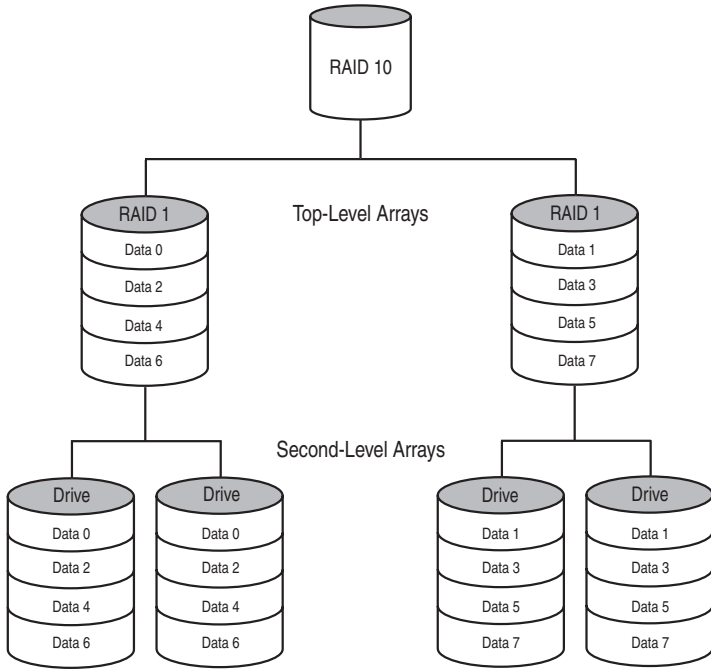 RAID 10
Top-Level Arrays
RAID 1
Data 0
Data 2
Data 4
Data 6
RAID 1
Data 1
Data 3
Data 5
Data 7
Second-Level Arrays
Drive
Data 0
Data 2
Data 4
Data 6
Drive
Data 0
Data 2
Data 4
Data 6
Drive
Data 1
Data 3
Data 5
Data 7
Drive
Data 1
Data 3
Data 5
Data 7